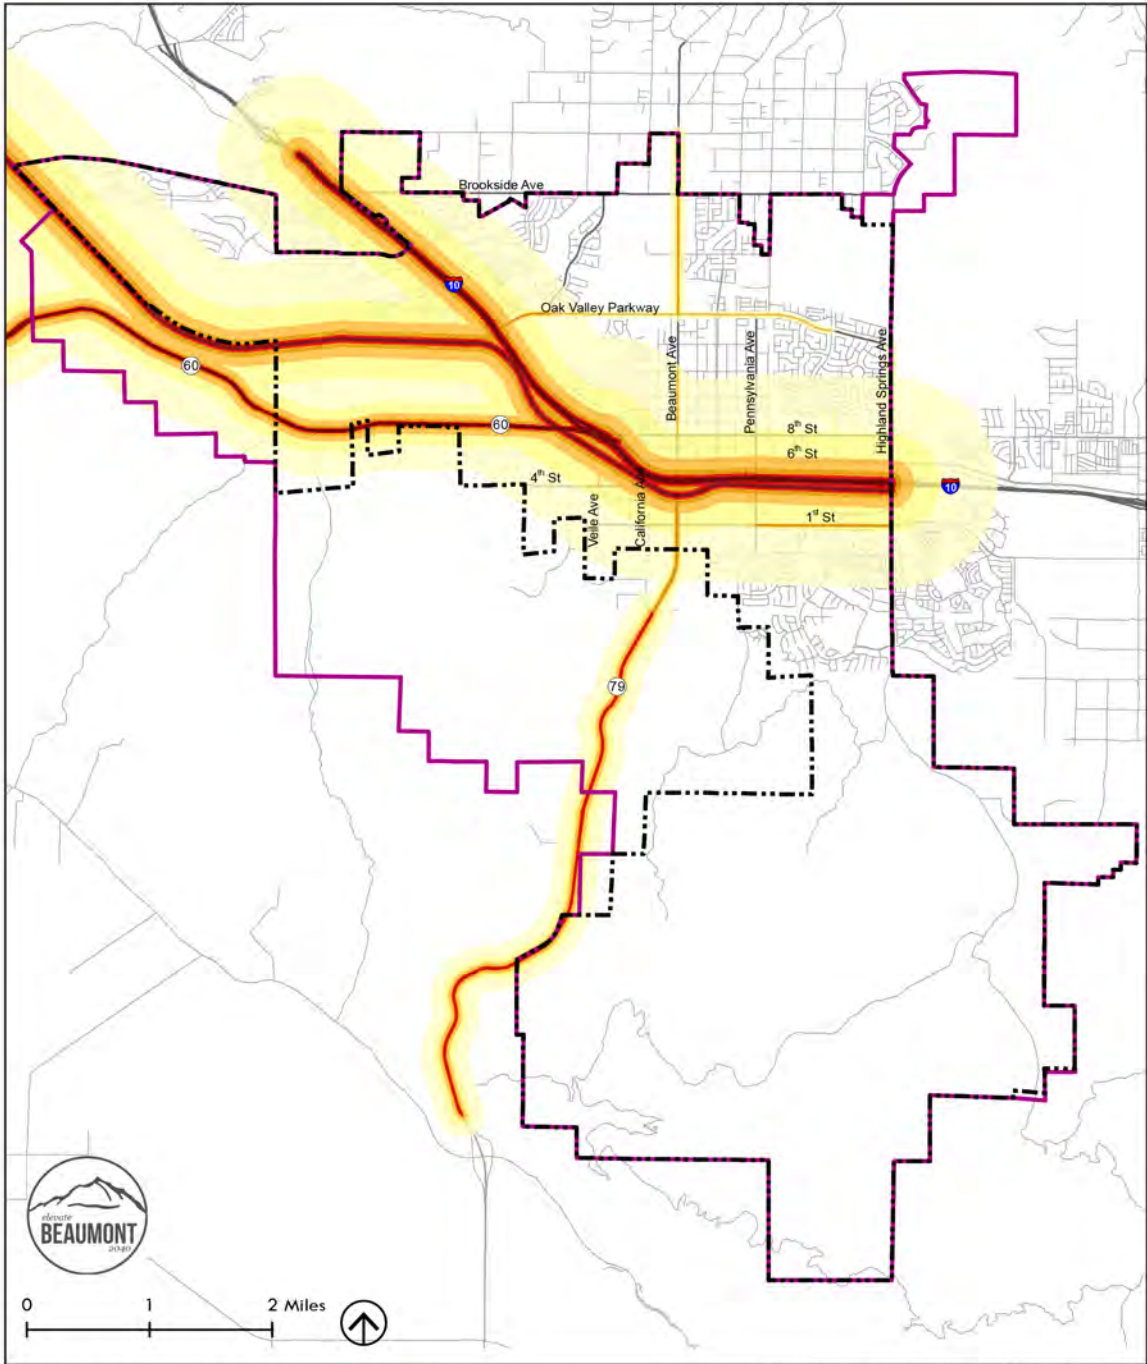 Brookside Ave
10
Oak Valley Parkway
Beaumont Ave
Pennsylvania Ave
Highland Springs Ave
60
60
8th St
6th St
4th St
10
Veile Ave
California Ave
1st St
79
elevate
BEAUMONT
2040
0 1 2 Miles